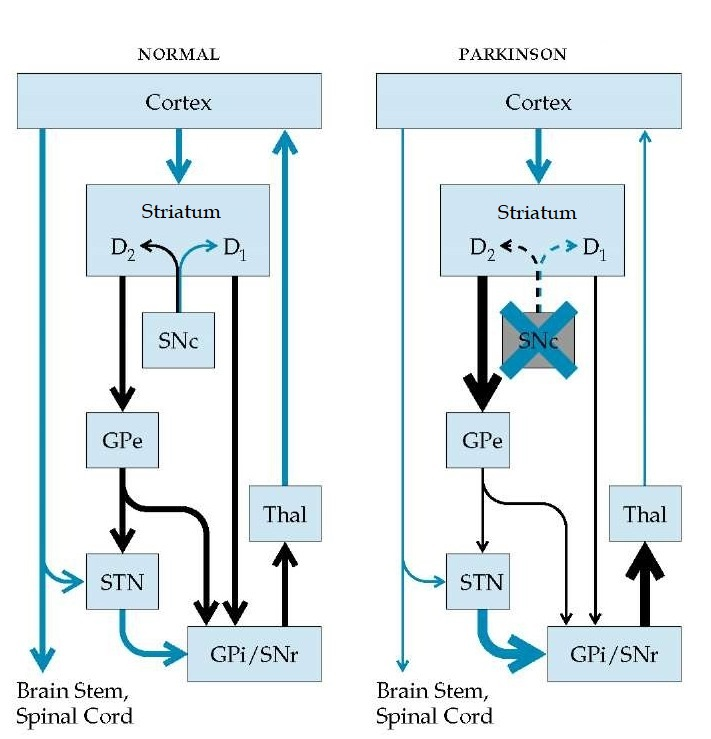 NORMAL
Cortex
Striatum
D2 D1
SNc
GPe
Thal
STN
GPi/SNr
Brain Stem,
Spinal Cord
PARKINSON
Cortex
Striatum
D2 D1
SNc
GPe
Thal
STN
GPi/SNr
Brain Stem,
Spinal Cord